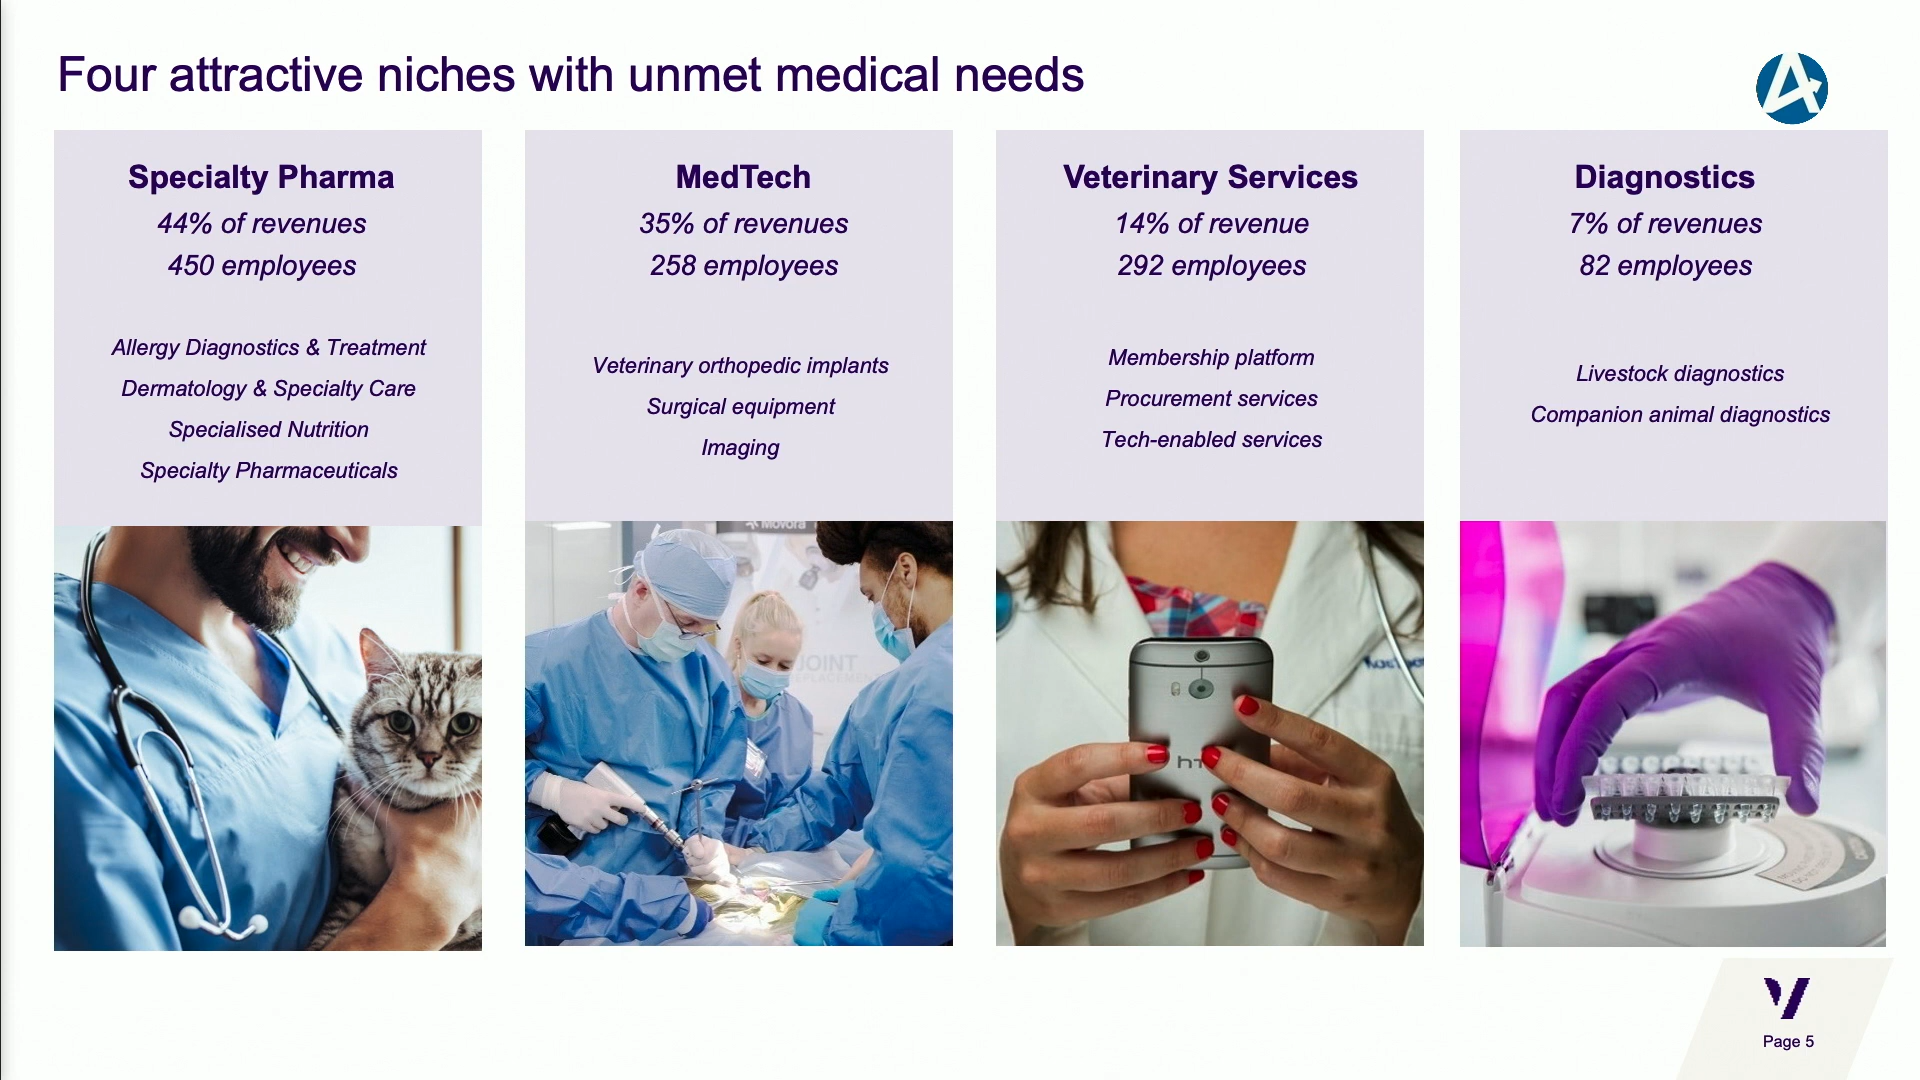 Four attractive niches with unmet medical needs
Specialty Pharma
44% of revenues
450 employees
Allergy Diagnostics & Treatment
Dermatology & Specialty Care
Specialised Nutrition
Specialty Pharmaceuticals
MedTech
35% of revenues
258 employees
Veterinary orthopedic implants
Surgical equipment
Imaging
Veterinary Services
14% of revenue
292 employees
Membership platform
Procurement services
Tech-enabled services
Diagnostics
7% of revenues
82 employees
Livestock diagnostics
Companion animal diagnostics
Movora
JOINT
REPLACEMENT
Page 5